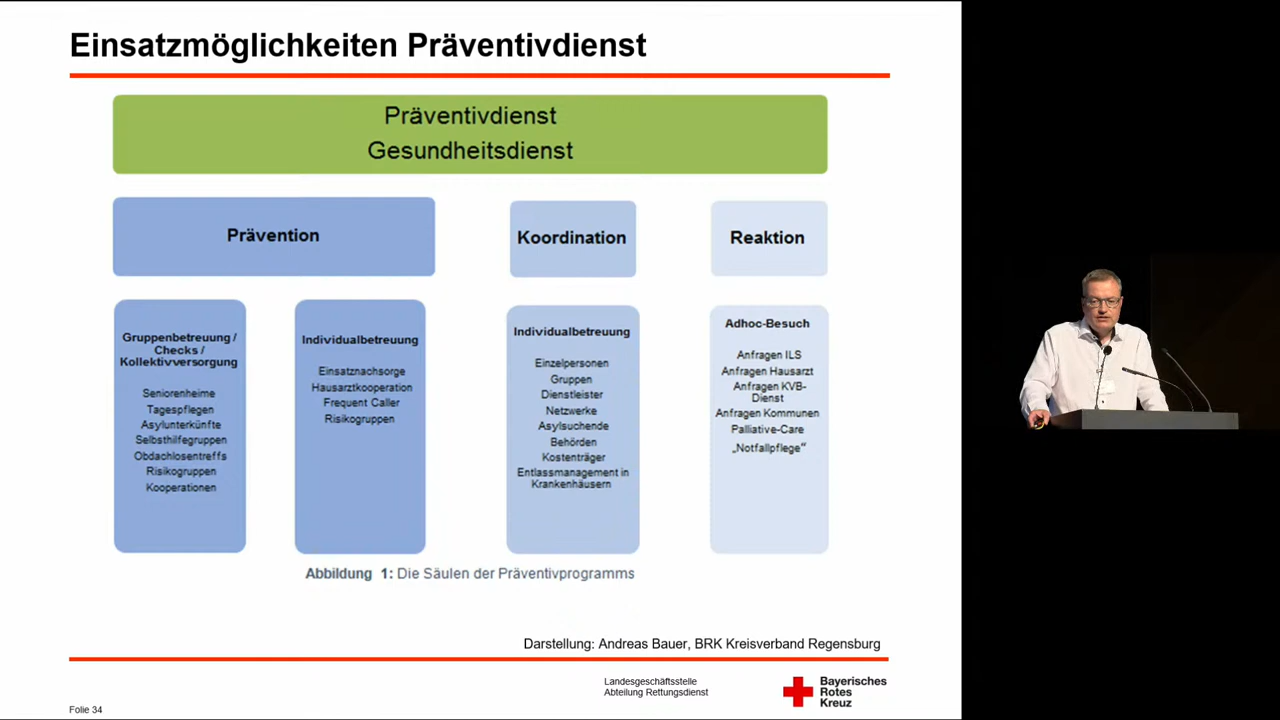 Einsatzmöglichkeiten Präventivdienst
Präventivdienst
Gesundheitsdienst
Prävention
Koordination
Reaktion
Gruppenbetreuung /
Checks /
Kollektivversorgung
Seniorenheime
Tagespflegen
Asylunterkünfte
Selbsthilfegruppen
Obdachlosentreffs
Risikogruppen
Kooperationen
Individualbetreuung
Einsatznachsorge
Hausarztkooperation
Frequent Caller
Risikogruppen
Individualbetreuung
Einzelpersonen
Gruppen
Dienstleister
Netzwerke
Asylsuchende
Behörden
Kostenträger
Entlassmanagement in
Krankenhäusern
Adhoc-Besuch
Anfragen ILS
Anfragen Hausarzt
Anfragen KVB-
Dienst
Anfragen Kommunen
Palliative-Care
„Notfallpflege“
Abbildung 1: Die Säulen der Präventivprogramms
Darstellung: Andreas Bauer, BRK Kreisverband Regensburg
Landesgeschäftsstelle
Abteilung Rettungsdienst
Bayerisches
Rotes
Kreuz
Folie 34